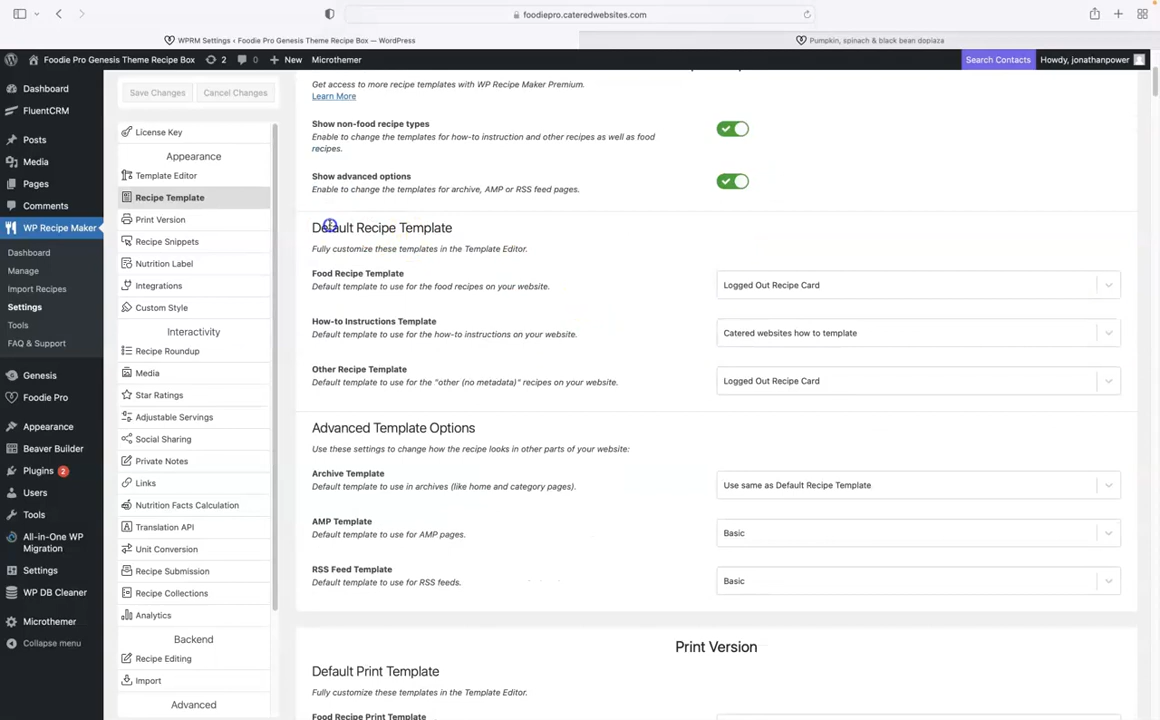 foodiepro.cateredwebsites.com
WPRM Settings < Foodie Pro Genesis Theme Recipe Box — WordPress
Pumpkin, spinach & black bean dopiaza
Foodie Pro Genesis Theme Recipe Box 2 0 New Microthemer
Search Contacts Howdy, jonathanpower
Dashboard
FluentCRM
Posts
Media
Pages
Comments
WP Recipe Maker
Dashboard
Manage
Import Recipes
Settings
Tools
FAQ & Support
Genesis
Foodie Pro
Appearance
Beaver Builder
Plugins 2
Users
Tools
All-in-One WP
Migration
Settings
WP DB Cleaner
Microthemer
Collapse menu
Save Changes Cancel Changes
License Key
Appearance
Template Editor
Recipe Template
Print Version
Recipe Snippets
Nutrition Label
Integrations
Custom Style
Interactivity
Recipe Roundup
Media
Star Ratings
Adjustable Servings
Social Sharing
Private Notes
Links
Nutrition Facts Calculation
Translation API
Unit Conversion
Recipe Submission
Recipe Collections
Analytics
Backend
Recipe Editing
Import
Advanced
Get access to more recipe templates with WP Recipe Maker Premium.
Learn More
Show non-food recipe types
Enable to change the templates for how-to instruction and other recipes as well as food
recipes.
Show advanced options
Enable to change the templates for archive, AMP or RSS feed pages.
Default Recipe Template
Fully customize these templates in the Template Editor.
Food Recipe Template
Default template to use for the food recipes on your website.
Logged Out Recipe Card
How-to Instructions Template
Default template to use for the how-to instructions on your website.
Catered websites how to template
Other Recipe Template
Default template to use for the "other (no metadata)" recipes on your website.
Logged Out Recipe Card
Advanced Template Options
Use these settings to change how the recipe looks in other parts of your website:
Archive Template
Default template to use in archives (like home and category pages).
Use same as Default Recipe Template
AMP Template
Default template to use for AMP pages.
Basic
RSS Feed Template
Default template to use for RSS feeds.
Basic
Print Version
Default Print Template
Fully customize these templates in the Template Editor.
Food Recipe Print Template